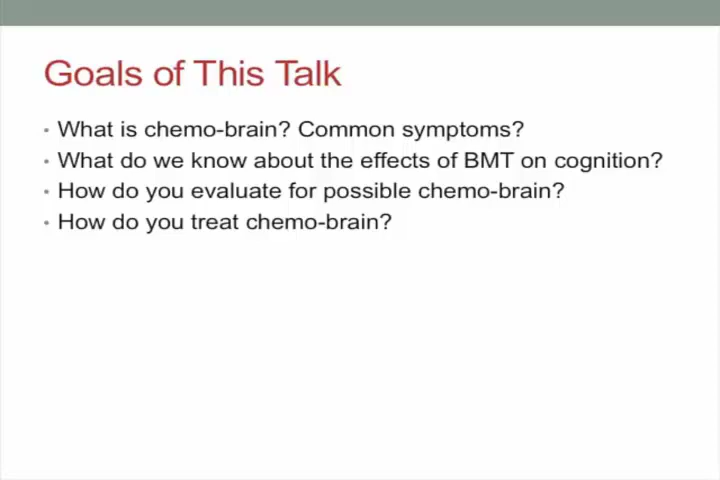 Goals of This Talk
• What is chemo-brain? Common symptoms?
• What do we know about the effects of BMT on cognition?
• How do you evaluate for possible chemo-brain?
• How do you treat chemo-brain?